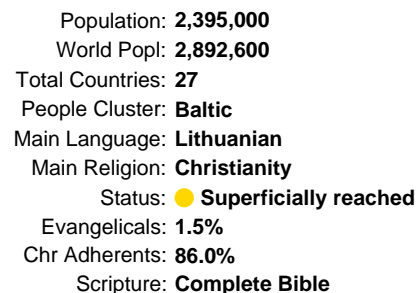 Population: 2,395,000
World Popl: 2,892,600
Total Countries: 27
People Cluster: Baltic
Main Language: Lithuanian
Main Religion: Christianity
Status: Superficially reached
Evangelicals: 1.5%
Chr Adherents: 86.0%
Scripture: Complete Bible